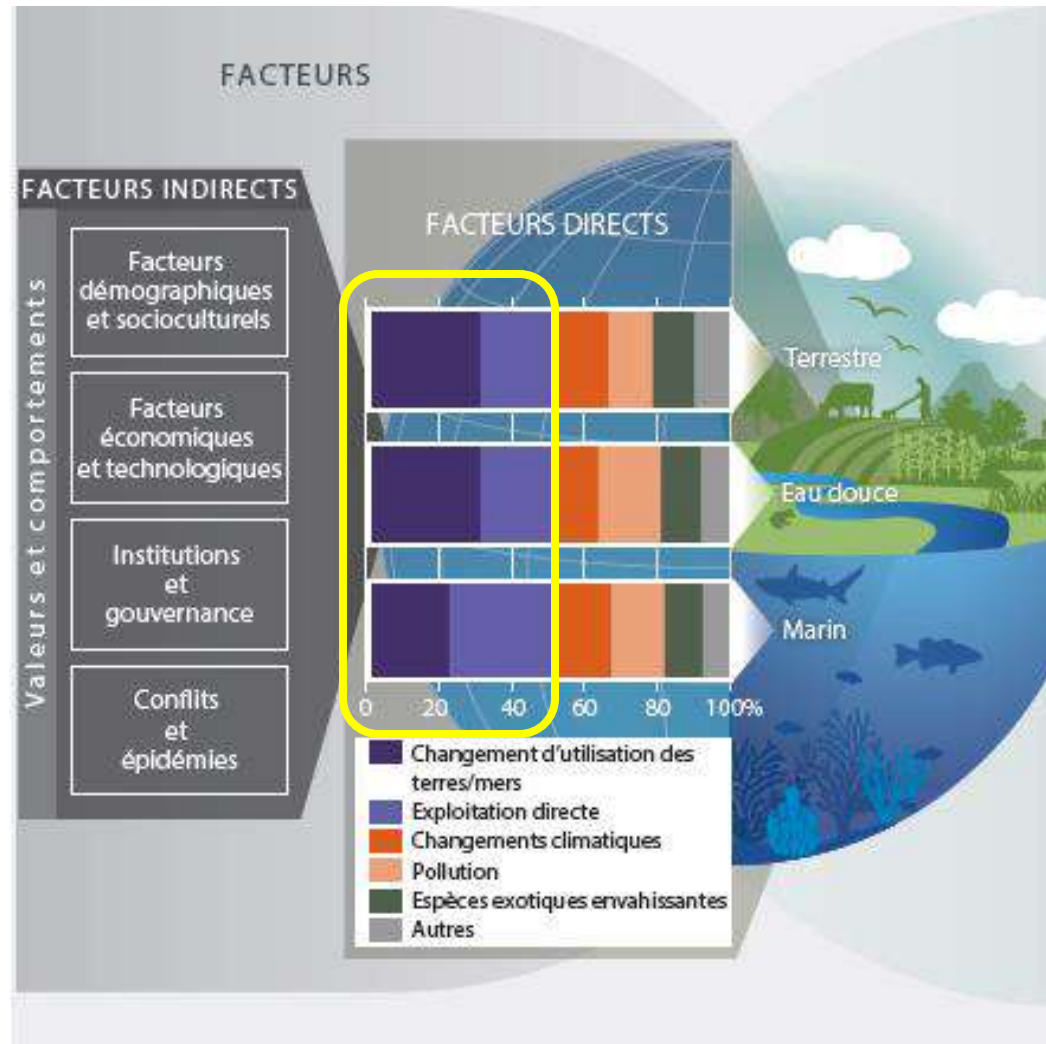 FACTEURS
FACTEURS INDIRECTS
Valeurs et comportements
Facteurs
démographiques
et socioculturels
Facteurs
économiques
et technologiques
Institutions
et
gouvernance
Conflits
et
épidémies
FACTEURS DIRECTS
Terrestre
Eau douce
Marin
0 20 40 60 80 100%
Changement d'utilisation des
terres/mers
Exploitation directe
Changements climatiques
Pollution
Espèces exotiques envahissantes
Autres